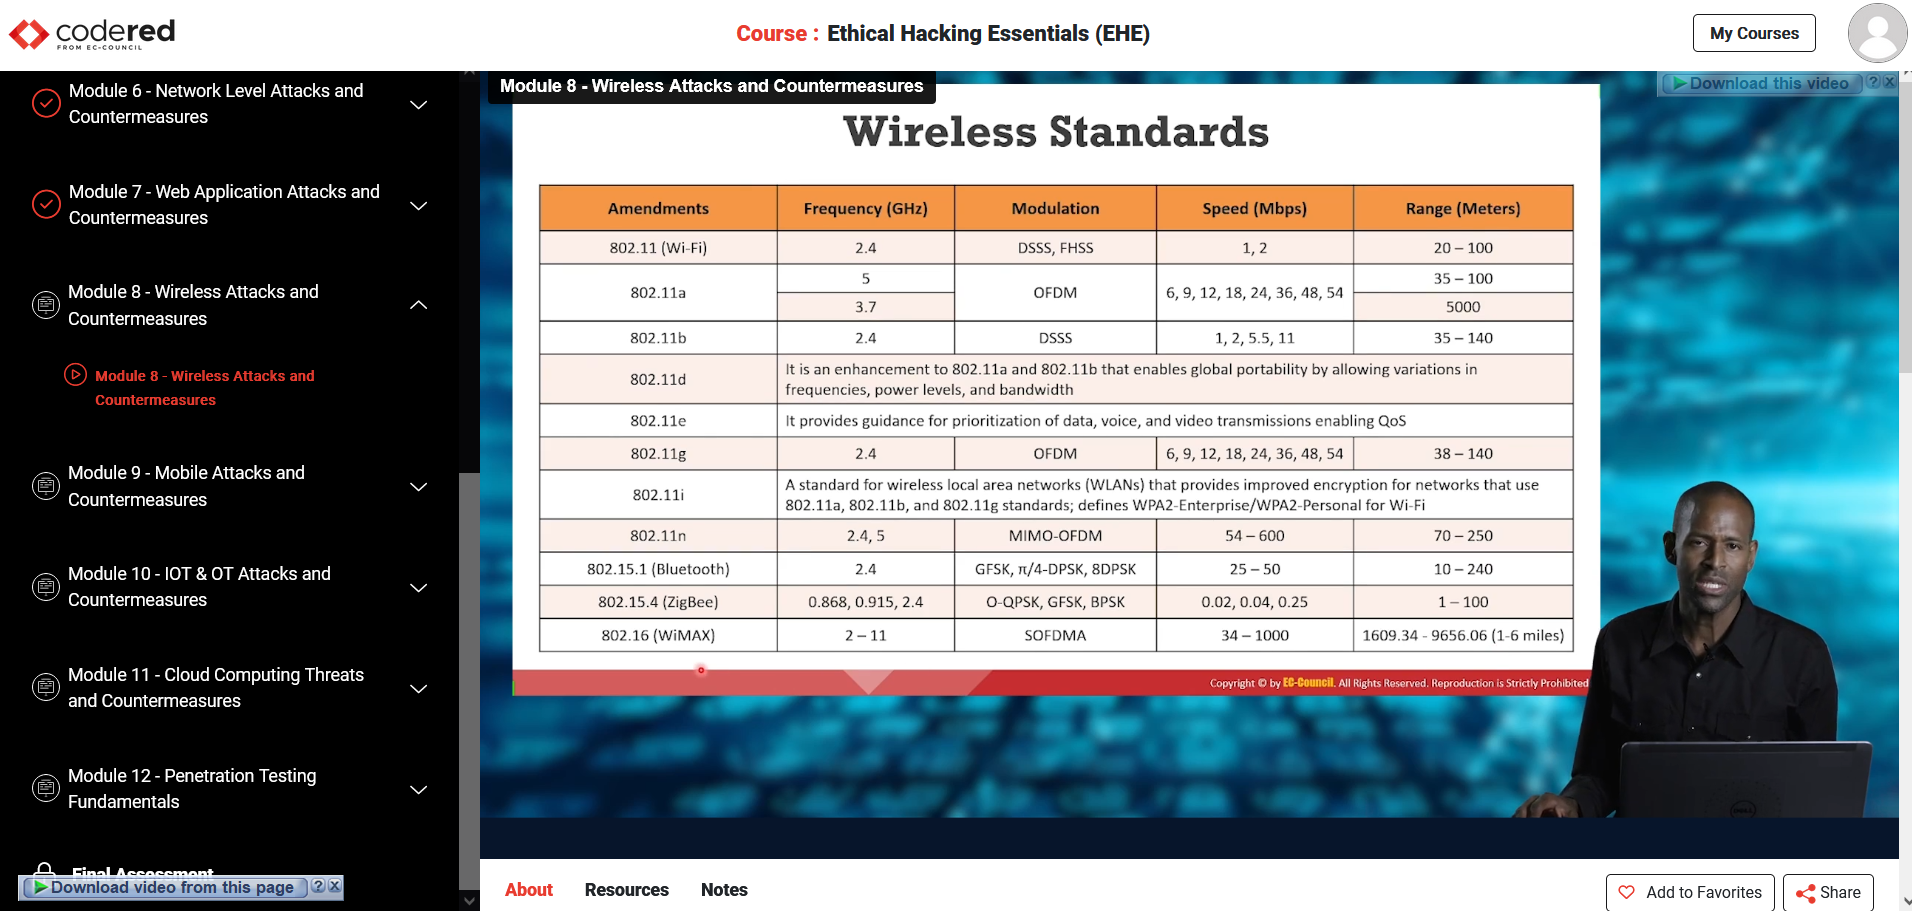 codered
FROM EC-COUNCIL
Course : Ethical Hacking Essentials (EHE)
My Courses
Module 6 - Network Level Attacks and
Countermeasures
Module 7 - Web Application Attacks and
Countermeasures
Module 8 - Wireless Attacks and
Countermeasures
Module 8 - Wireless Attacks and
Countermeasures
Module 9 - Mobile Attacks and
Countermeasures
Module 10 - IOT & OT Attacks and
Countermeasures
Module 11 - Cloud Computing Threats
and Countermeasures
Module 12 - Penetration Testing
Fundamentals
Final Assessment
Download video from this page ? X
Module 8 - Wireless Attacks and Countermeasures
Download this video ? X
Wireless Standards
Amendments Frequency (GHz) Modulation Speed (Mbps) Range (Meters)
802.11 (Wi-Fi) 2.4 DSSS, FHSS 1, 2 20 – 100
802.11a 5 OFDM 6, 9, 12, 18, 24, 36, 48, 54 35 – 100
3.7 5000
802.11b 2.4 DSSS 1, 2, 5.5, 11 35 – 140
802.11d It is an enhancement to 802.11a and 802.11b that enables global portability by allowing variations in
frequencies, power levels, and bandwidth
802.11e It provides guidance for prioritization of data, voice, and video transmissions enabling QoS
802.11g 2.4 OFDM 6, 9, 12, 18, 24, 36, 48, 54 38 – 140
802.11i A standard for wireless local area networks (WLANs) that provides improved encryption for networks that use
802.11a, 802.11b, and 802.11g standards; defines WPA2-Enterprise/WPA2-Personal for Wi-Fi
802.11n 2.4, 5 MIMO-OFDM 54 – 600 70 – 250
802.15.1 (Bluetooth) 2.4 GFSK, π/4-DPSK, 8DPSK 25 – 50 10 – 240
802.15.4 (ZigBee) 0.868, 0.915, 2.4 O-QPSK, GFSK, BPSK 0.02, 0.04, 0.25 1 – 100
802.16 (WiMAX) 2 – 11 SOFDMA 34 – 1000 1609.34 - 9656.06 (1-6 miles)
Copyright © by EC-Council. All Rights Reserved. Reproduction is Strictly Prohibited
DELL
About Resources Notes
Add to Favorites Share